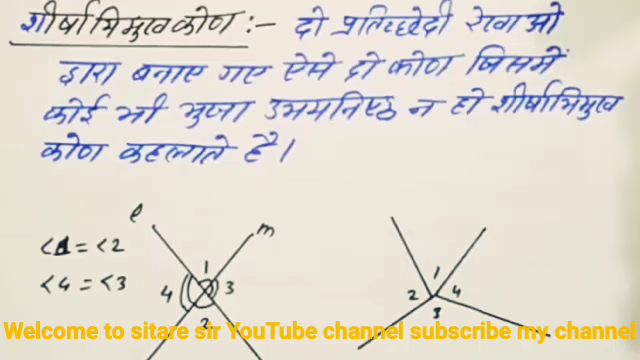 शीर्षाभिमुख कोण :- दो प्रतिच्छेदी रेखाओ
द्वारा बनाए गए ऐसे दो कोण जिसमें
कोई भी भुजा उभयनिष्ठ न हो शीर्षाभिमुख
कोण कहलाते है।
l
m
<1 = <2
<4 = <3
1
4 3
2
1
2 4
3
Welcome to sitare sir YouTube channel subscribe my channel